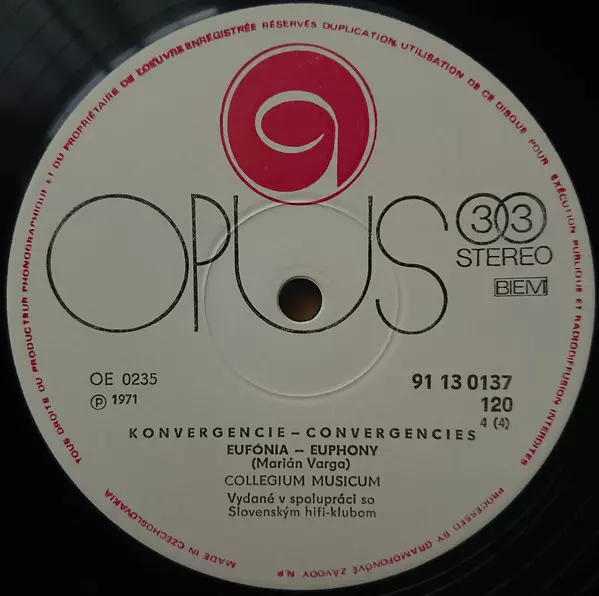 TOUS DROITS DU PRODUCTEUR PHONOGRAPHIQUE ET DU PROPRIÉTAIRE DE L'OEUVRE ENREGISTRÉE RÉSERVÉS DUPLICATION, UTILISATION DE CE DISQUE POUR EXÉCUTION PUBLIQUE ET RADIODIFFUSION INTERDITES
OPUS
33
STEREO
BIEM
OE 0235
℗ 1971
91 13 0137
120
4 (4)
KONVERGENCIE – CONVERGENCIES
EUFÓNIA – EUPHONY
(Marián Varga)
COLLEGIUM MUSICUM
Vydané v spolupráci so
Slovenským hifi-klubom
MADE IN CZECHOSLOVAKIA
PROCESSED BY GRAMOFONOVÉ ZÁVODY N.P.